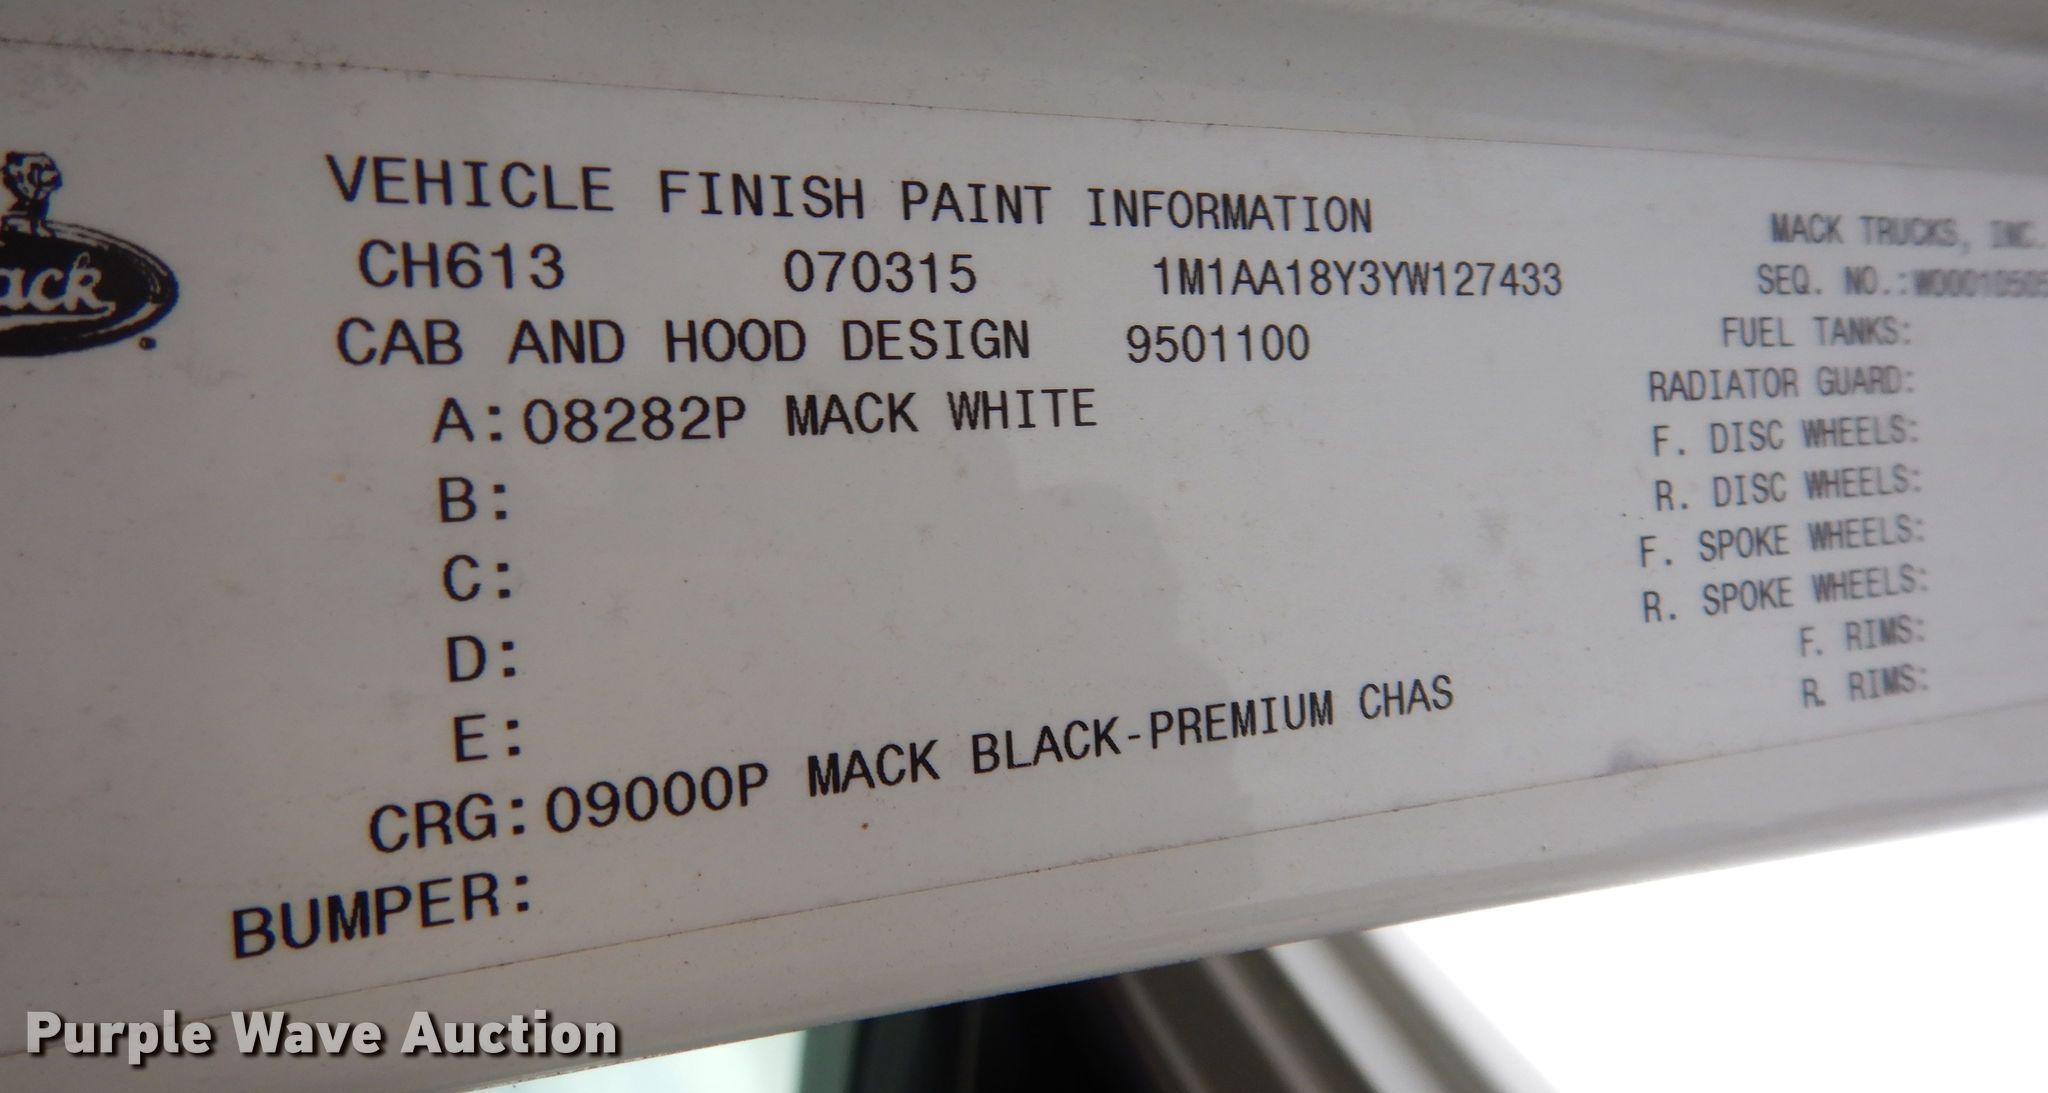 ack
VEHICLE FINISH PAINT INFORMATION
CH613 070315 1M1AA18Y3YW127433
CAB AND HOOD DESIGN 9501100
A:08282P MACK WHITE
B:
C:
D:
E:
CRG:09000P MACK BLACK-PREMIUM CHAS
BUMPER:
MACK TRUCKS, INC.
SEQ. NO.:
FUEL TANKS:
RADIATOR GUARD:
F. DISC WHEELS:
R. DISC WHEELS:
F. SPOKE WHEELS:
R. SPOKE WHEELS:
F. RIMS:
R. RIMS:
Purple Wave Auction